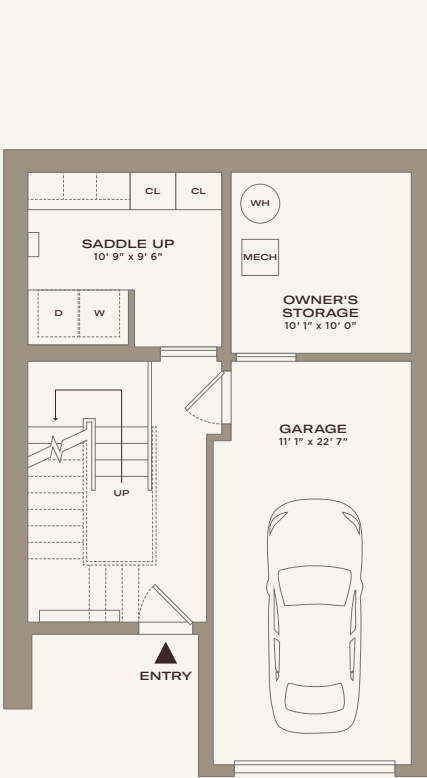 CL
CL
WH
SADDLE UP
10’ 9” x 9’ 6”
MECH
OWNER’S
STORAGE
10’ 1” x 10’ 0”
D
W
GARAGE
11’ 1” x 22’ 7”
UP
ENTRY